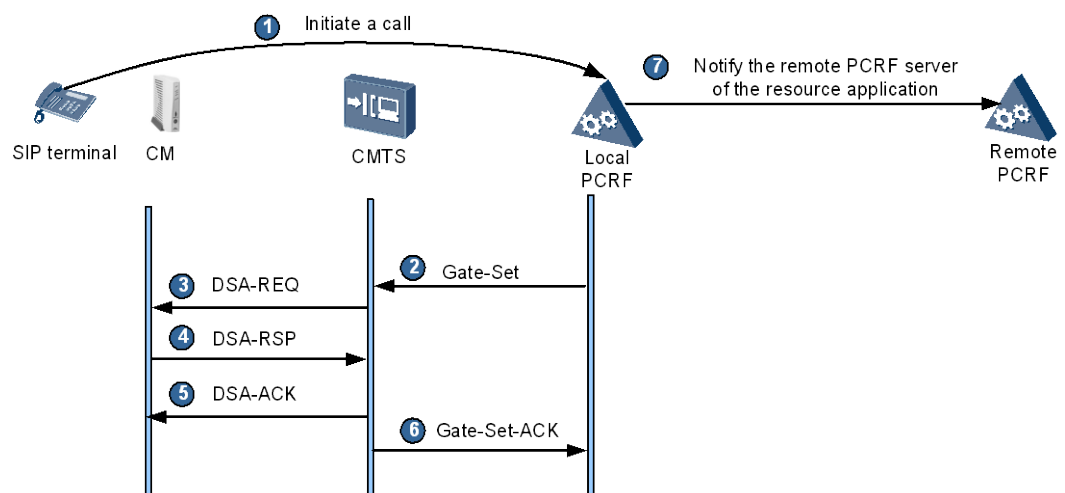 1 Initiate a call
7 Notify the remote PCRF server
of the resource application
SIP terminal
CM
CMTS
Local
PCRF
Remote
PCRF
2 Gate-Set
3 DSA-REQ
4 DSA-RSP
5 DSA-ACK
6 Gate-Set-ACK